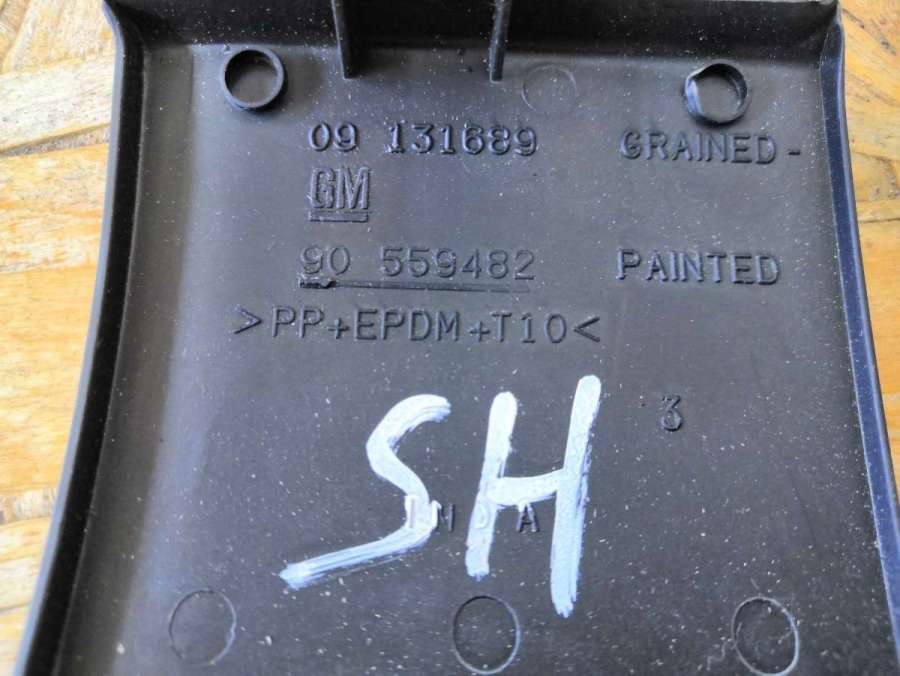 09 131689 GRAINED-
GM
90 559482 PAINTED
>PP+EPDM+T10<
3
SH